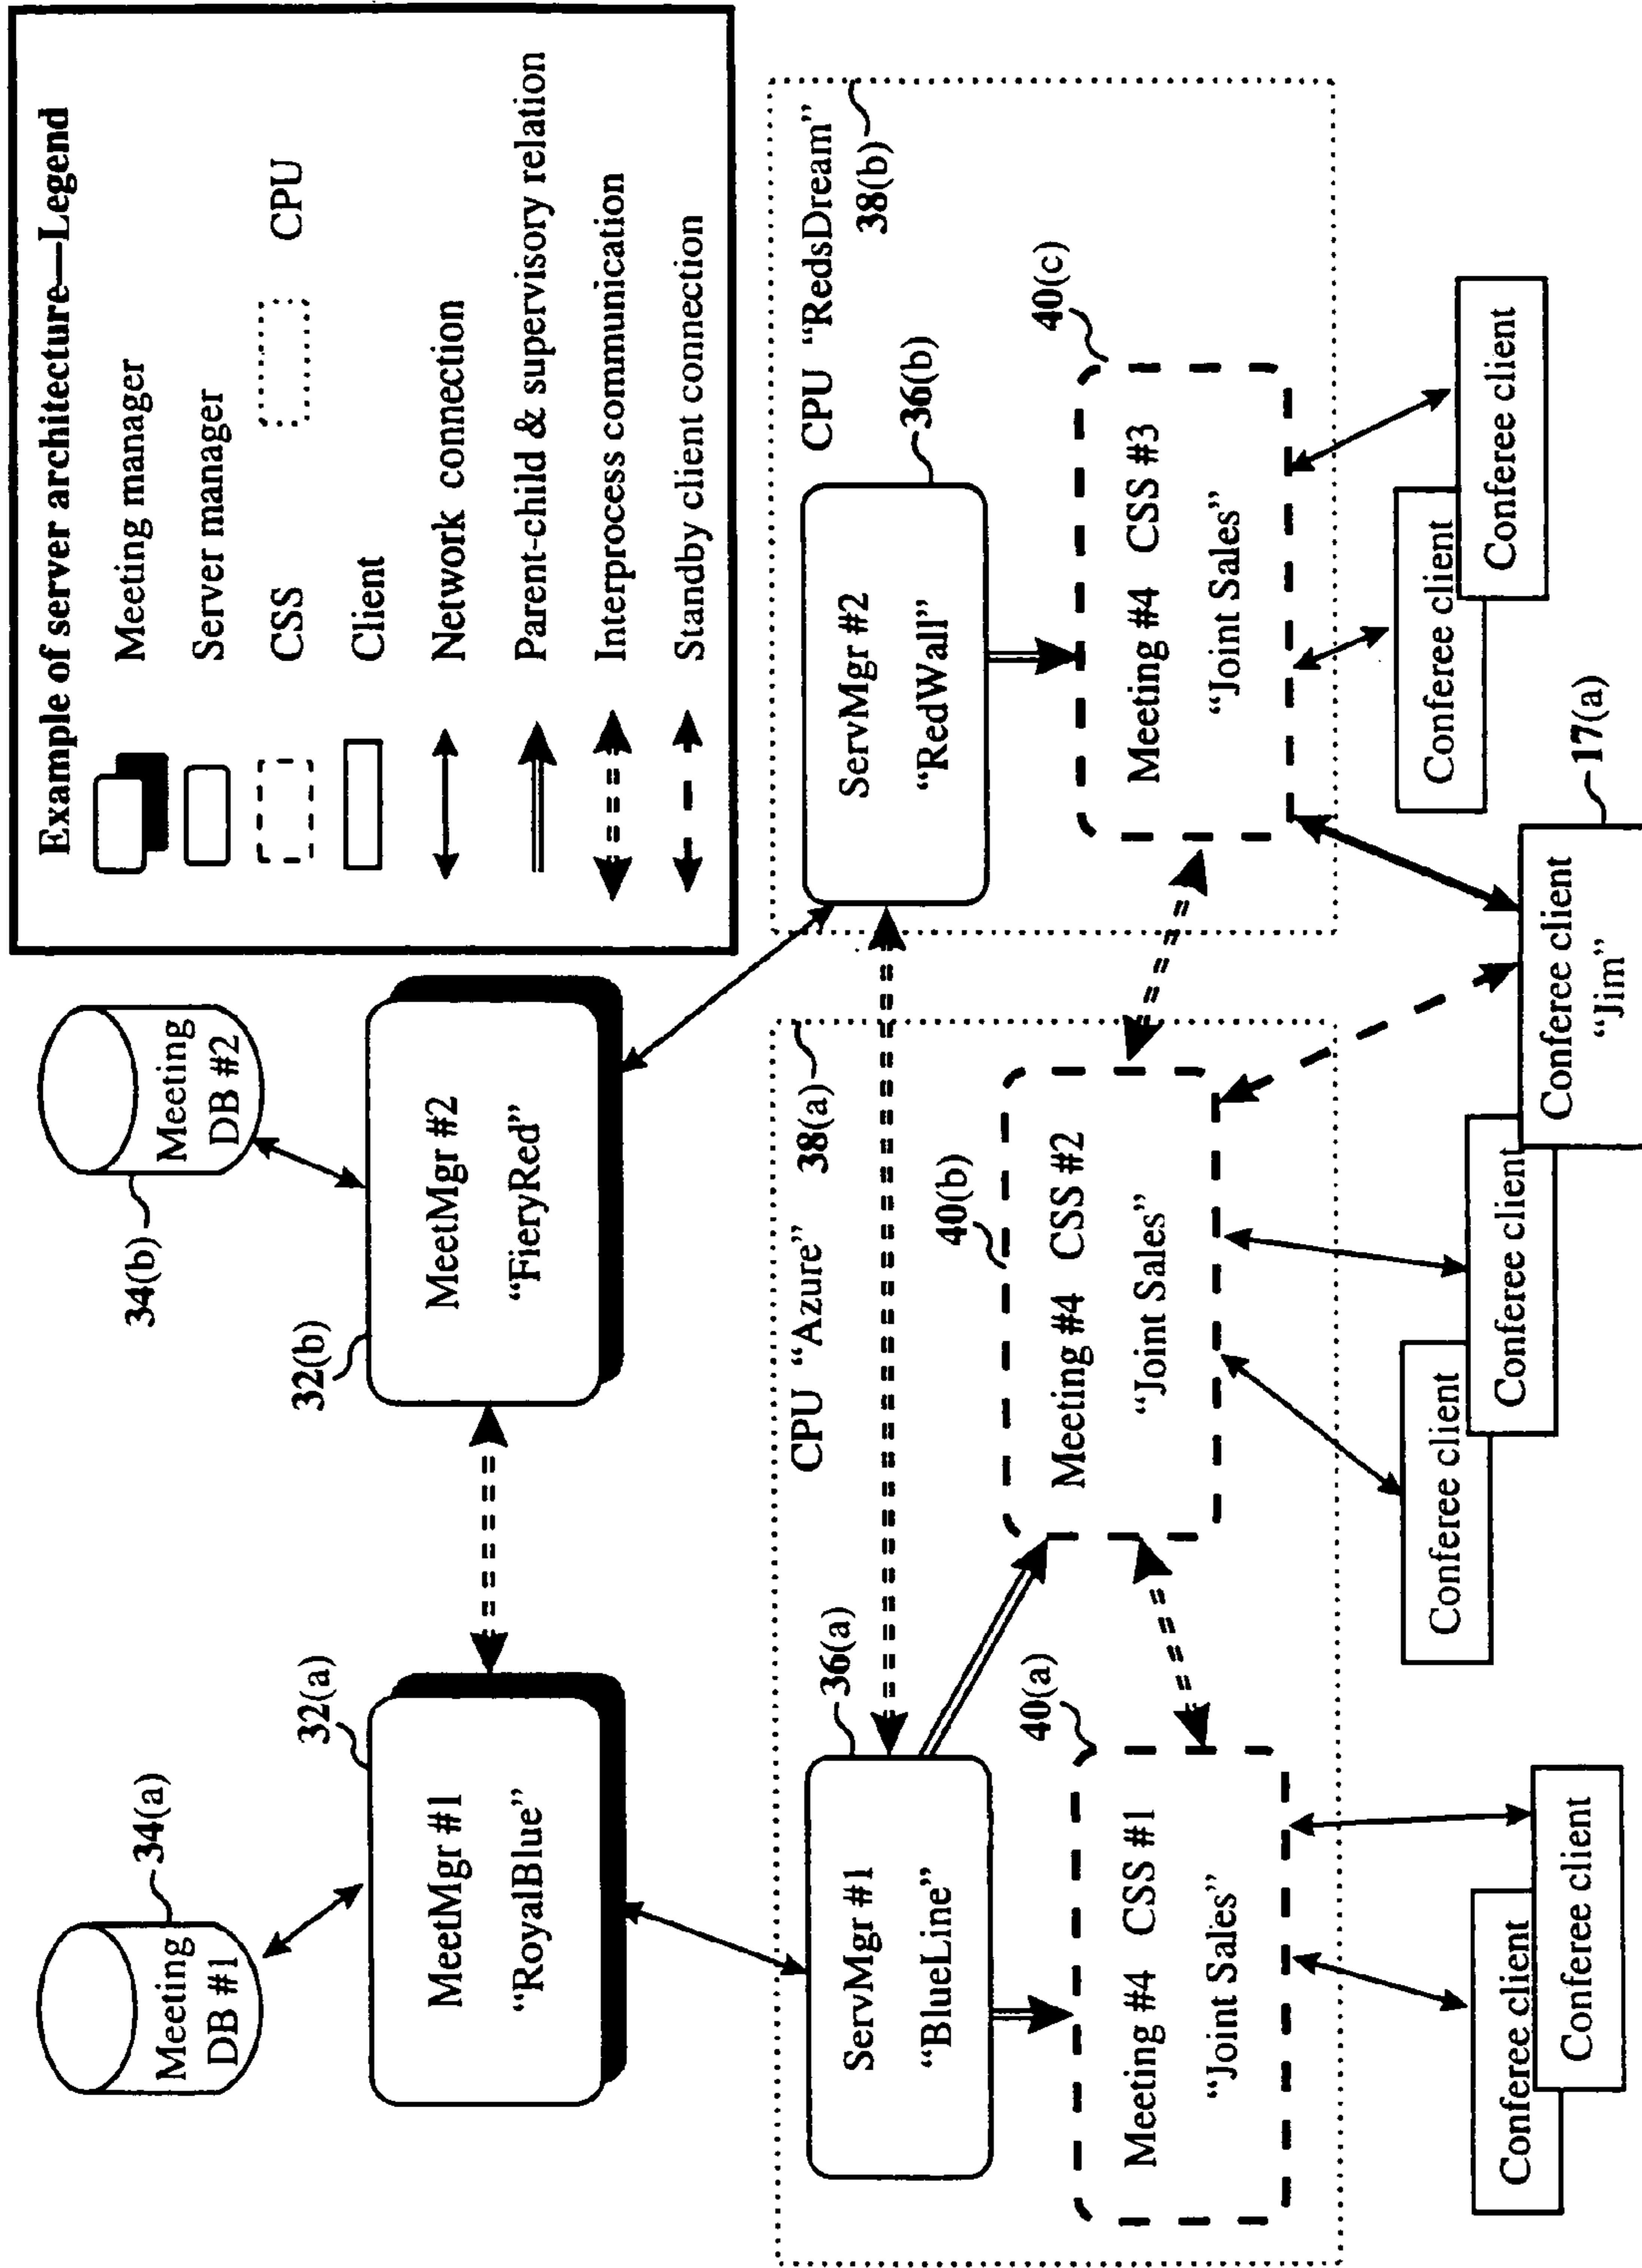 Example of server architecture—Legend
Meeting manager
Server manager
CSS
CPU
Client
Network connection
Parent-child & supervisory relation
Interprocess communication
Standby client connection
34(a)
Meeting
DB #1
34(b)
Meeting
DB #2
32(a)
MeetMgr #1
“RoyalBlue”
32(b)
MeetMgr #2
“FieryRed”
CPU “Azure”
38(a)
CPU “RedsDream”
38(b)
36(a)
ServMgr #1
“BlueLine”
36(b)
ServMgr #2
“RedWall”
40(a)
Meeting #4 CSS #1
“Joint Sales”
40(b)
Meeting #4 CSS #2
“Joint Sales”
40(c)
Meeting #4 CSS #3
“Joint Sales”
Conferee client
Conferee client
Conferee client
Conferee client
Conferee client
“Jim”
17(a)
Conferee client
Conferee client